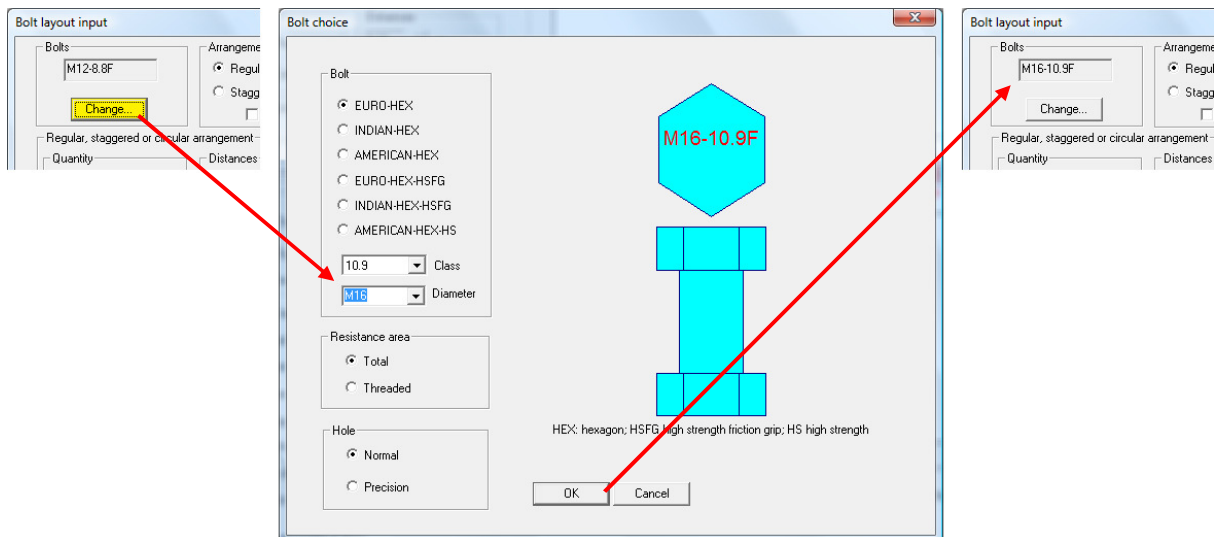 Bolt layout input
Bolts
M12-8.8F
Change...
Arrangeme
Regul
Stagg
Regular, staggered or circular arrangement
Quantity
Distances
Bolt choice
Bolt
EURO-HEX
INDIAN-HEX
AMERICAN-HEX
EURO-HEX-HSFG
INDIAN-HEX-HSFG
AMERICAN-HEX-HS
10.9 Class
M16 Diameter
Resistance area
Total
Threaded
Hole
Normal
Precision
M16-10.9F
HEX: hexagon; HSFG high strength friction grip; HS high strength
OK Cancel
Bolt layout input
Bolts
M16-10.9F
Change...
Arrangeme
Regul
Stagg
Regular, staggered or circular arrangement
Quantity
Distances